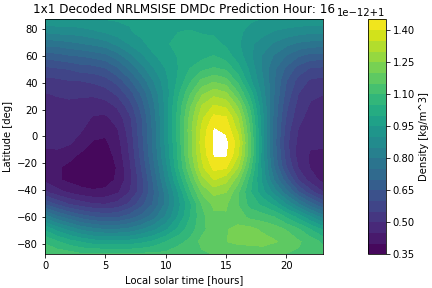 1x1 Decoded NRLMSISE DMDc Prediction Hour: 16
1e−12+1
80
60
40
20
0
−20
−40
−60
−80
Latitude [deg]
0 5 10 15 20
Local solar time [hours]
1.40
1.25
1.10
0.95
0.80
0.65
0.50
0.35
Density [kg/m^3]